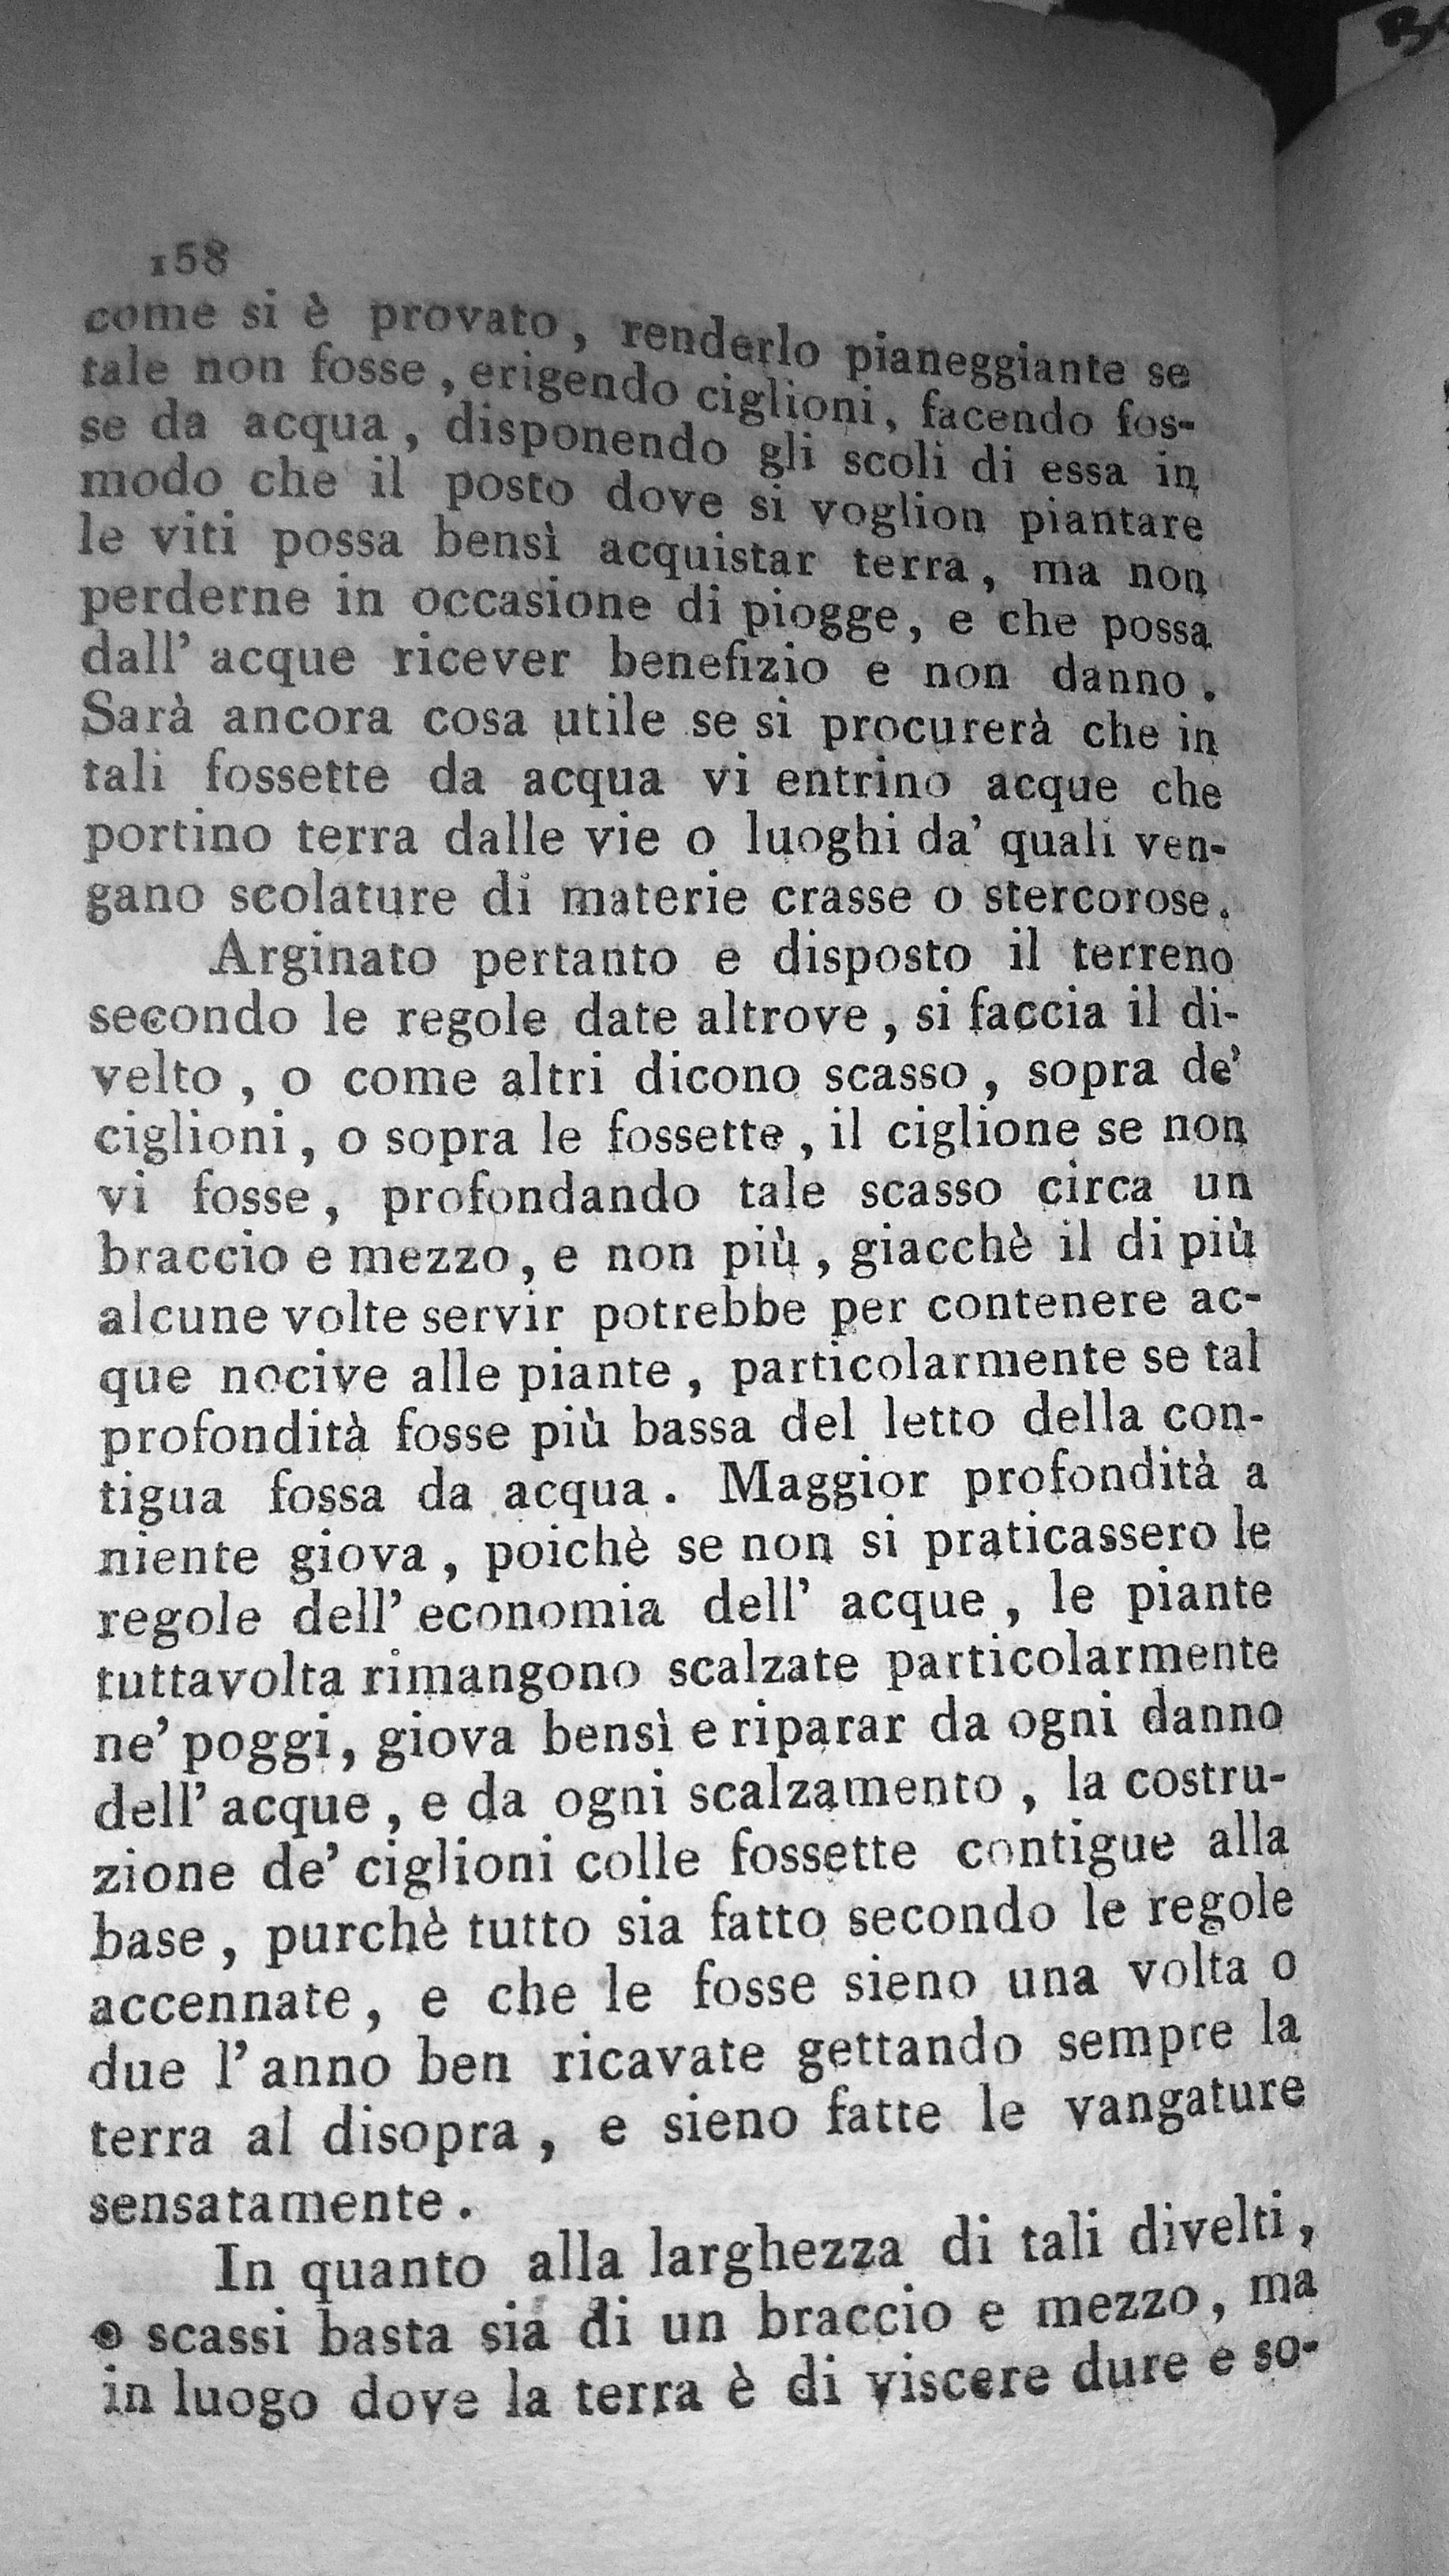 158
come si è provato, renderlo pianeggiante se
tale non fosse, erigendo ciglioni, facendo fos-
se da acqua, disponendo gli scoli di essa in
modo che il posto dove si voglion piantare
le viti possa bensì acquistar terra, ma non
perderne in occasione di piogge, e che possa
dall' acque ricever benefizio e non danno.
Sarà ancora cosa utile se si procurerà che in
tali fossette da acqua vi entrino acque che
portino terra dalle vie o luoghi da' quali ven-
gano scolature di materie crasse o stercorose.
Arginato pertanto e disposto il terreno
secondo le regole date altrove, si faccia il di-
velto, o come altri dicono scasso, sopra de'
ciglioni, o sopra le fossette, il ciglione se non
vi fosse, profondando tale scasso circa un
braccio e mezzo, e non più, giacchè il di più
alcune volte servir potrebbe per contenere ac-
que nocive alle piante, particolarmente se tal
profondità fosse più bassa del letto della con-
tigua fossa da acqua. Maggior profondità a
niente giova, poichè se non si praticassero le
regole dell' economia dell' acque, le piante
tuttavolta rimangono scalzate particolarmente
ne' poggi, giova bensì e riparar da ogni danno
dell' acque, e da ogni scalzamento, la costru-
zione de' ciglioni colle fossette contigue alla
base, purchè tutto sia fatto secondo le regole
accennate, e che le fosse sieno una volta o
due l'anno ben ricavate gettando sempre la
terra al disopra, e sieno fatte le vangature
sensatamente.
In quanto alla larghezza di tali divelti,
o scassi basta sia di un braccio e mezzo, ma
in luogo dove la terra è di viscere dure e so-